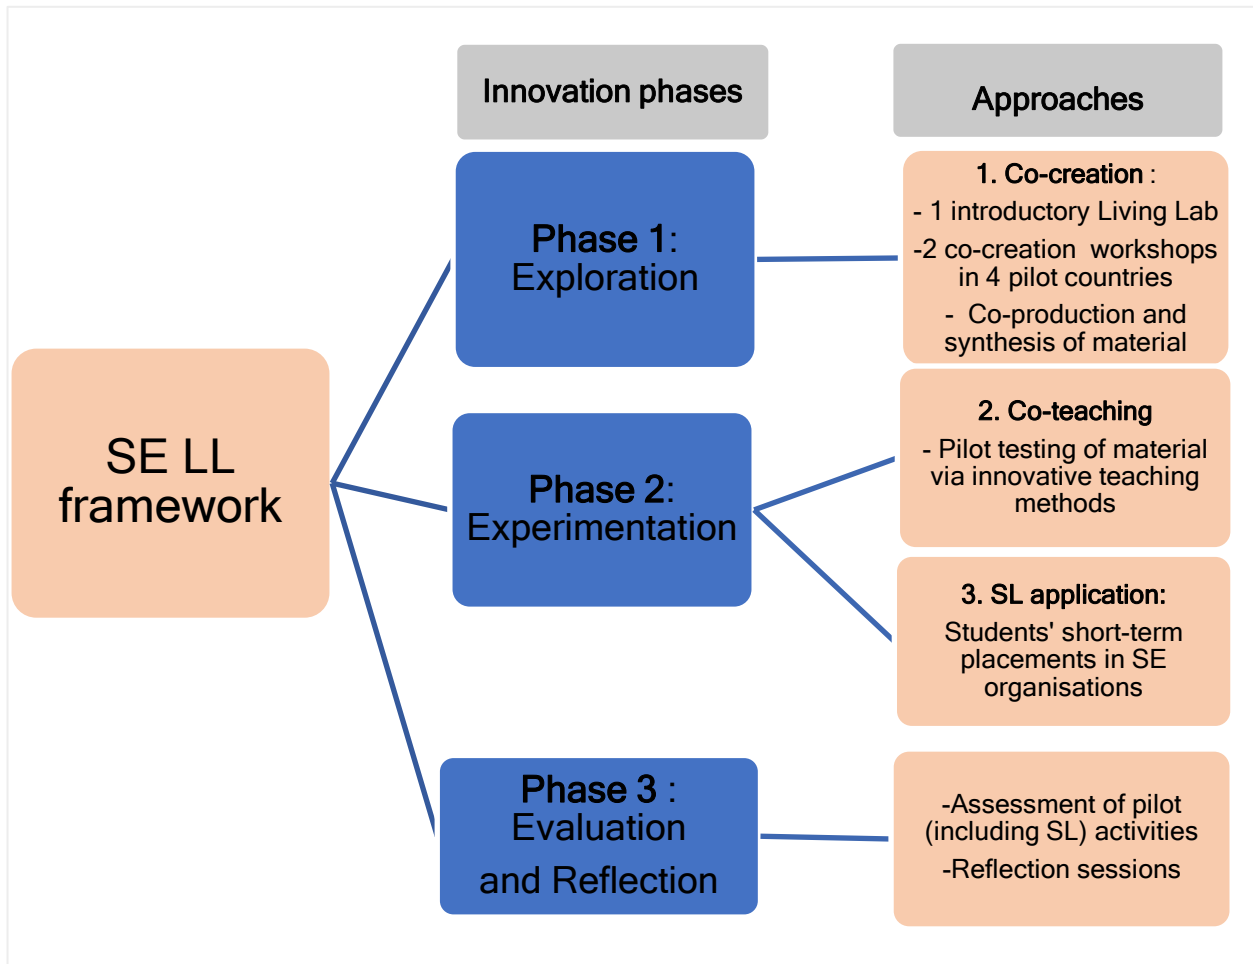 Innovation phases
Approaches
SE LL
framework
Phase 1:
Exploration
1. Co-creation :
- 1 introductory Living Lab
-2 co-creation workshops
in 4 pilot countries
- Co-production and
synthesis of material
Phase 2:
Experimentation
2. Co-teaching
- Pilot testing of material
via innovative teaching
methods
3. SL application:
Students' short-term
placements in SE
organisations
Phase 3 :
Evaluation
and Reflection
-Assessment of pilot
(including SL) activities
-Reflection sessions